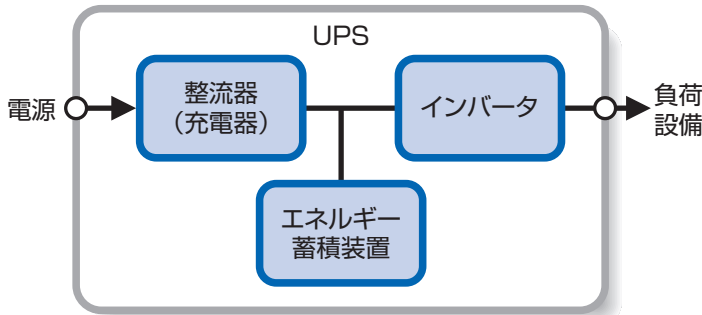 UPS
電源
整流器
（充電器）
インバータ
負荷
設備
エネルギー
蓄積装置